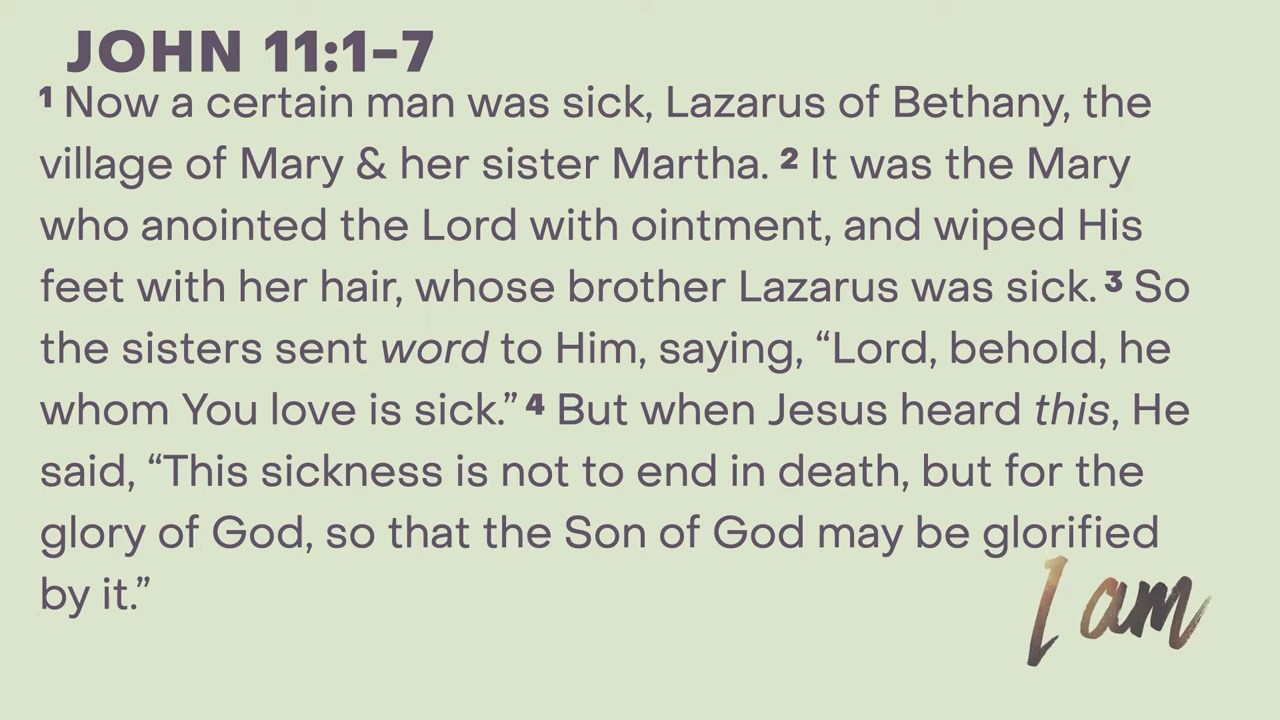 JOHN 11:1-7
1 Now a certain man was sick, Lazarus of Bethany, the
village of Mary & her sister Martha. 2 It was the Mary
who anointed the Lord with ointment, and wiped His
feet with her hair, whose brother Lazarus was sick. 3 So
the sisters sent word to Him, saying, “Lord, behold, he
whom You love is sick.” 4 But when Jesus heard this, He
said, “This sickness is not to end in death, but for the
glory of God, so that the Son of God may be glorified
by it.”
I am